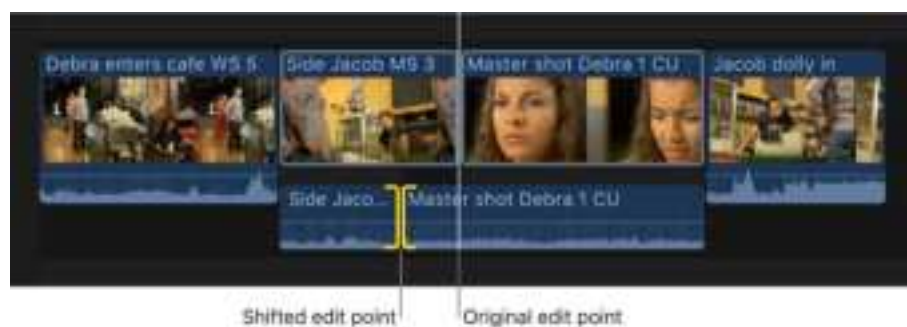 Debra enters cafe WS 5
Side Jacob MS 3
Master shot Debra 1 CU
Jacob dolly in
Side Jaco...
Master shot Debra 1 CU
Shifted edit point
Original edit point